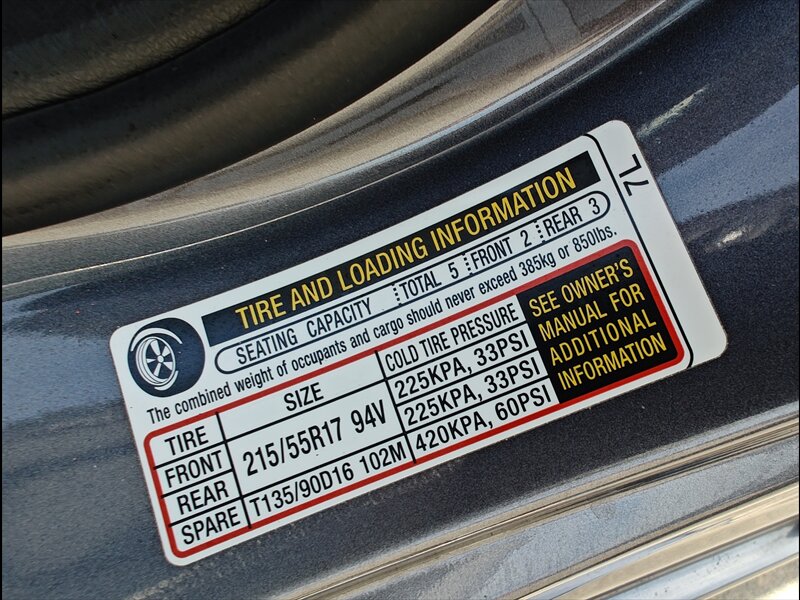 TIRE AND LOADING INFORMATION
SEATING CAPACITY TOTAL 5 FRONT 2 REAR 3
The combined weight of occupants and cargo should never exceed 385kg or 850lbs.
TIRE SIZE COLD TIRE PRESSURE
FRONT 215/55R17 94V 225KPA, 33PSI
REAR 225KPA, 33PSI
SPARE T135/90D16 102M 420KPA, 60PSI
SEE OWNER'S
MANUAL FOR
ADDITIONAL
INFORMATION
7L